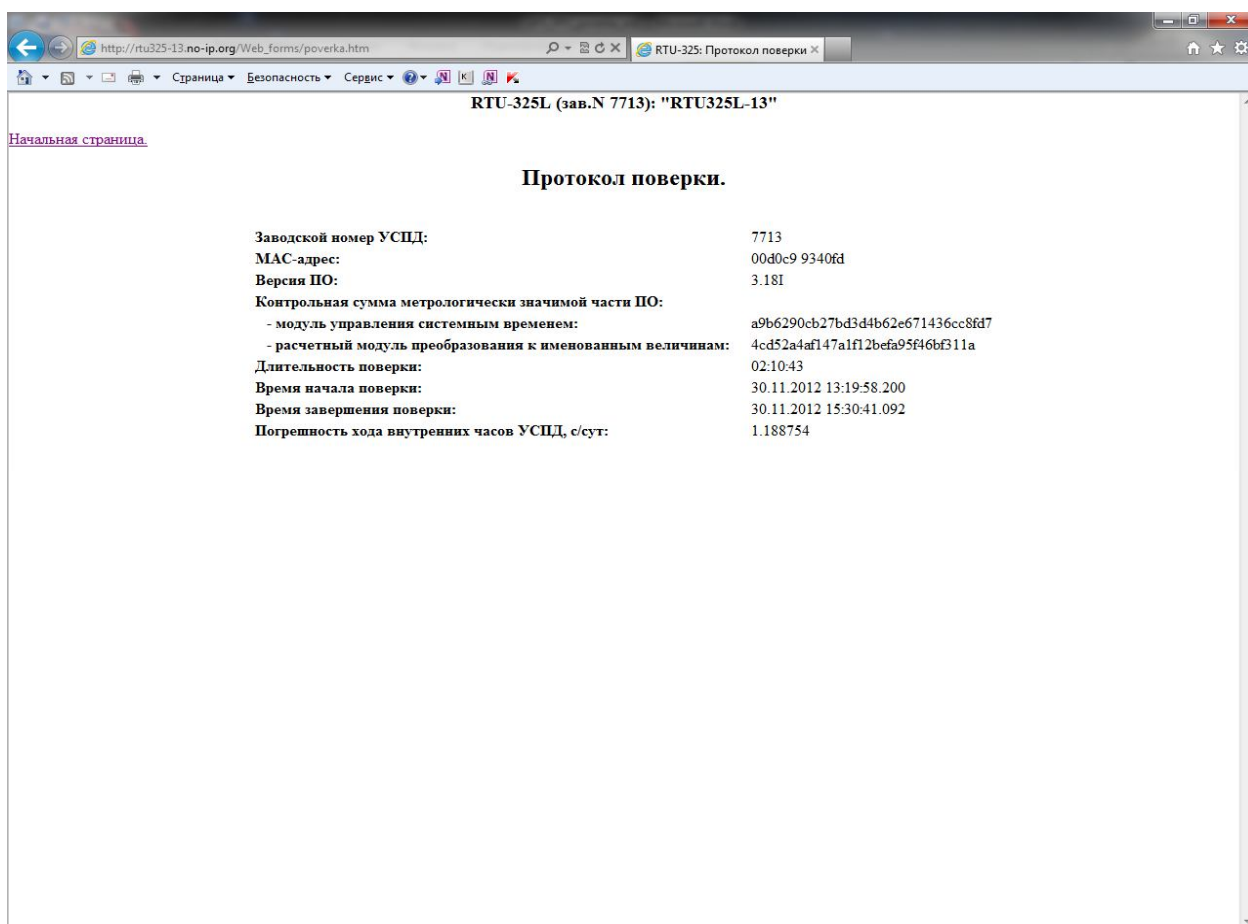 http://rtu325-13.no-ip.org/Web_forms/poverka.htm
RTU-325: Протокол поверки
Страница Безопасность Сервис
RTU-325L (зав.N 7713): "RTU325L-13"
Начальная страница.
Протокол поверки.
Заводской номер УСПД: 7713
MAC-адрес: 00d0c9 9340fd
Версия ПО: 3.18I
Контрольная сумма метрологически значимой части ПО:
- модуль управления системным временем: a9b6290cb27bd3d4b62e671436cc8fd7
- расчетный модуль преобразования к именованным величинам: 4cd52a4af147a1f12befa95f46bf311a
Длительность поверки: 02:10:43
Время начала поверки: 30.11.2012 13:19:58.200
Время завершения поверки: 30.11.2012 15:30:41.092
Погрешность хода внутренних часов УСПД, с/сут: 1.188754